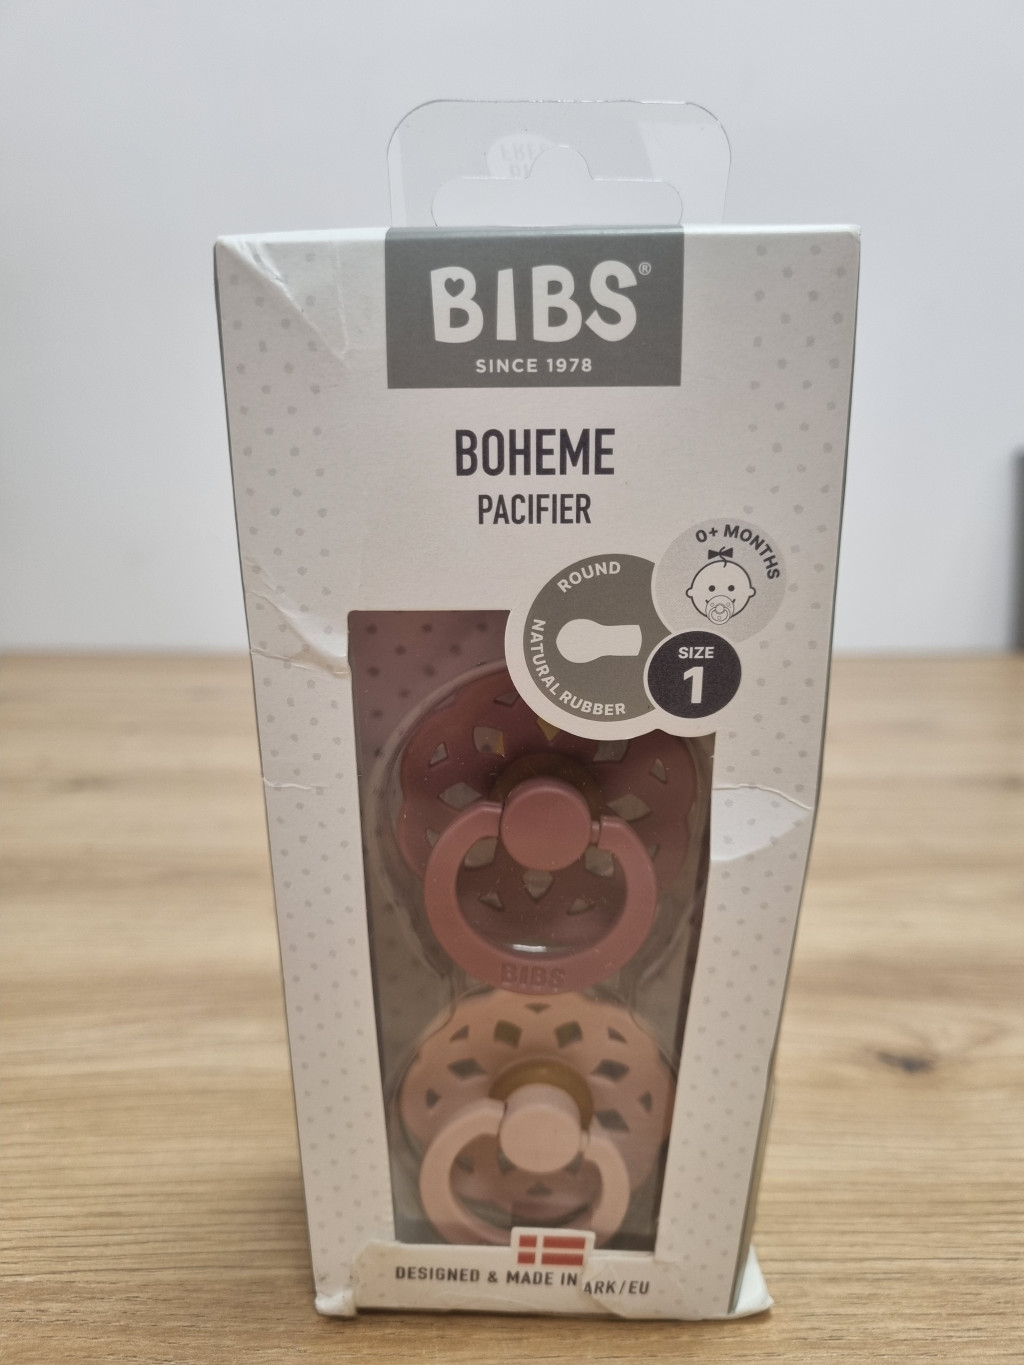 BIBS®
SINCE 1978
BOHEME
PACIFIER
0+ MONTHS
ROUND
NATURAL RUBBER
SIZE
1
BIBS
DESIGNED & MADE IN ARK/EU